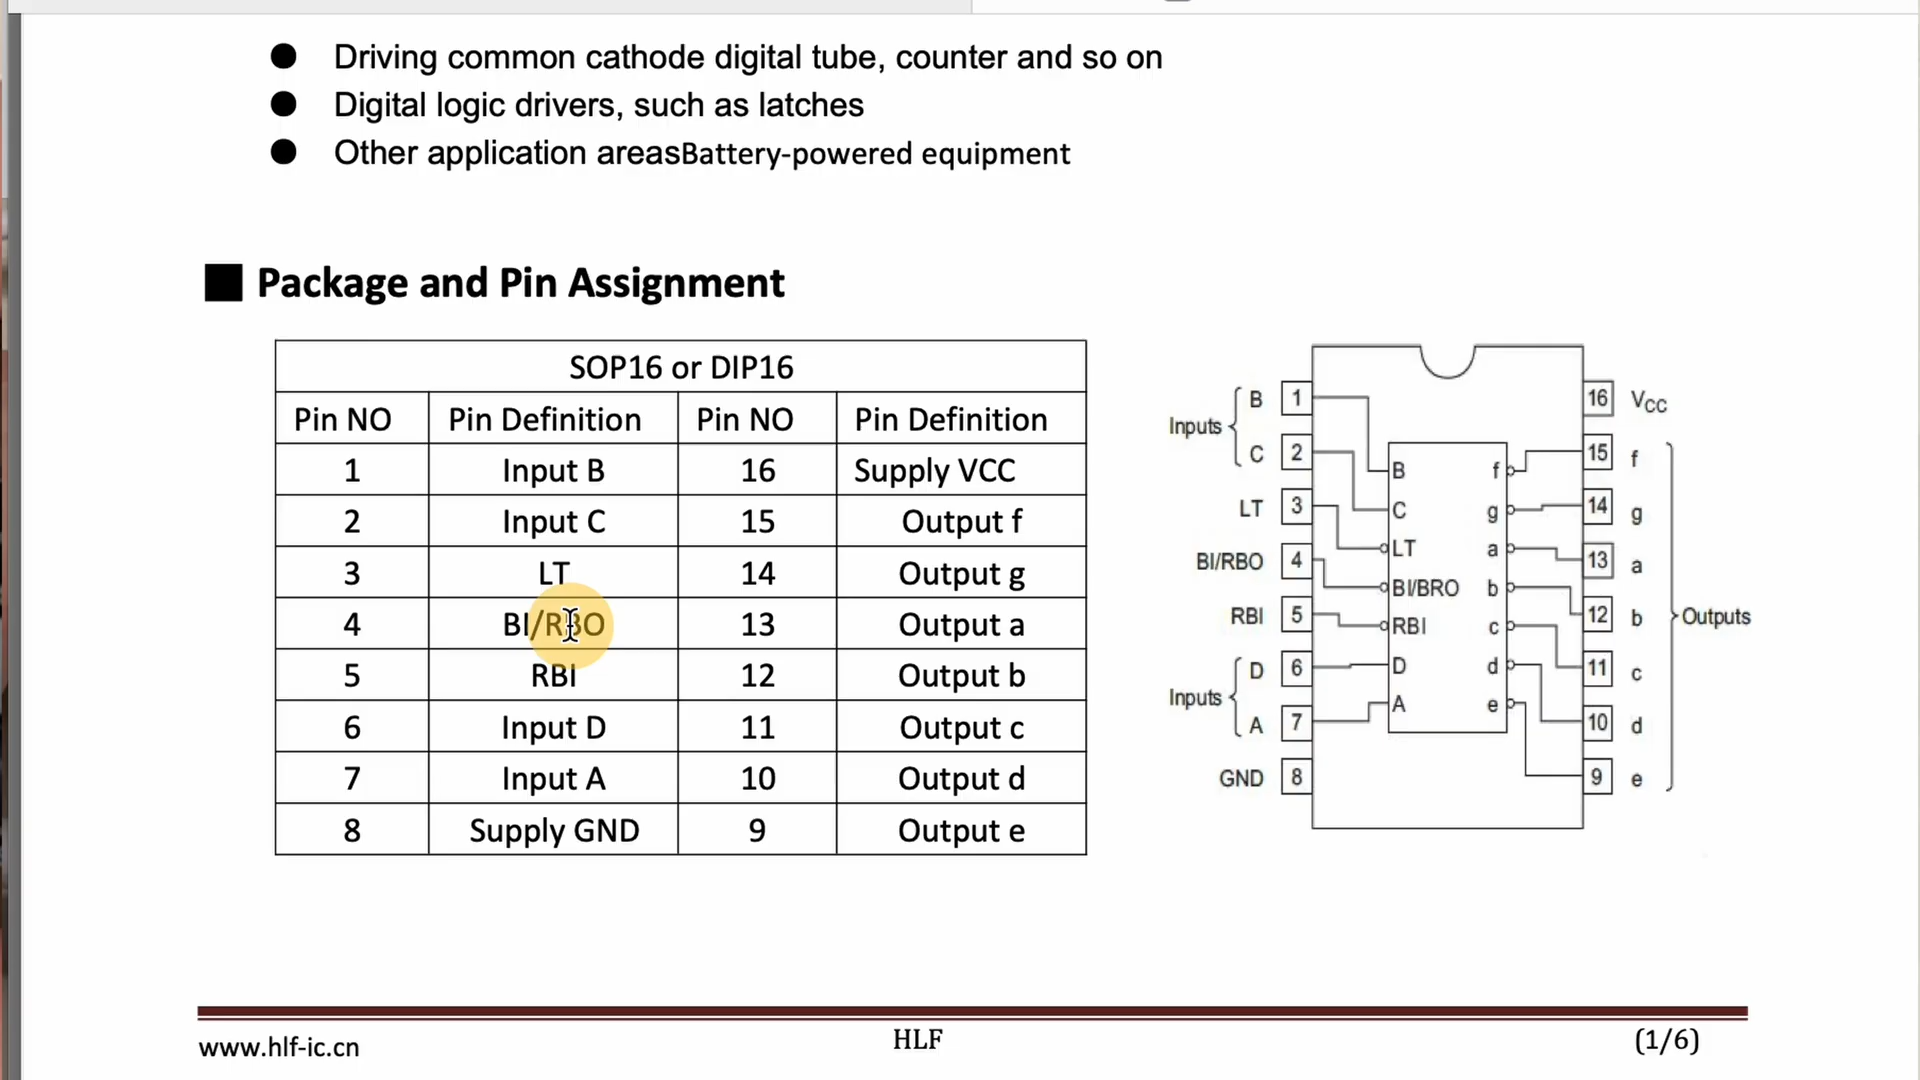 ● Driving common cathode digital tube, counter and so on
● Digital logic drivers, such as latches
● Other application areasBattery-powered equipment
■ Package and Pin Assignment
SOP16 or DIP16
Pin NO Pin Definition Pin NO Pin Definition
1 Input B 16 Supply VCC
2 Input C 15 Output f
3 LT 14 Output g
4 BI/RBO 13 Output a
5 RBI 12 Output b
6 Input D 11 Output c
7 Input A 10 Output d
8 Supply GND 9 Output e
Inputs
B 1
C 2
LT 3
BI/RBO 4
RBI 5
Inputs
D 6
A 7
GND 8
B f
C g
LT a
BI/BRO b
RBI c
D d
A e
16 VCC
15 f
14 g
13 a
12 b
11 c
10 d
9 e
Outputs
www.hlf-ic.cn HLF (1/6)